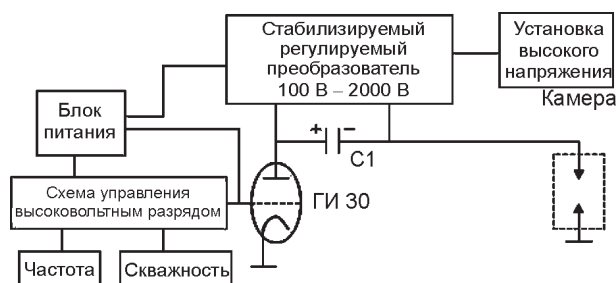 Стабилизируемый
регулируемый
преобразователь
100 В – 2000 В
Установка
высокого
напряжения
Камера
Блок
питания
+
−
C1
Схема управления
высоковольтным разрядом
ГИ 30
Частота
Скважность